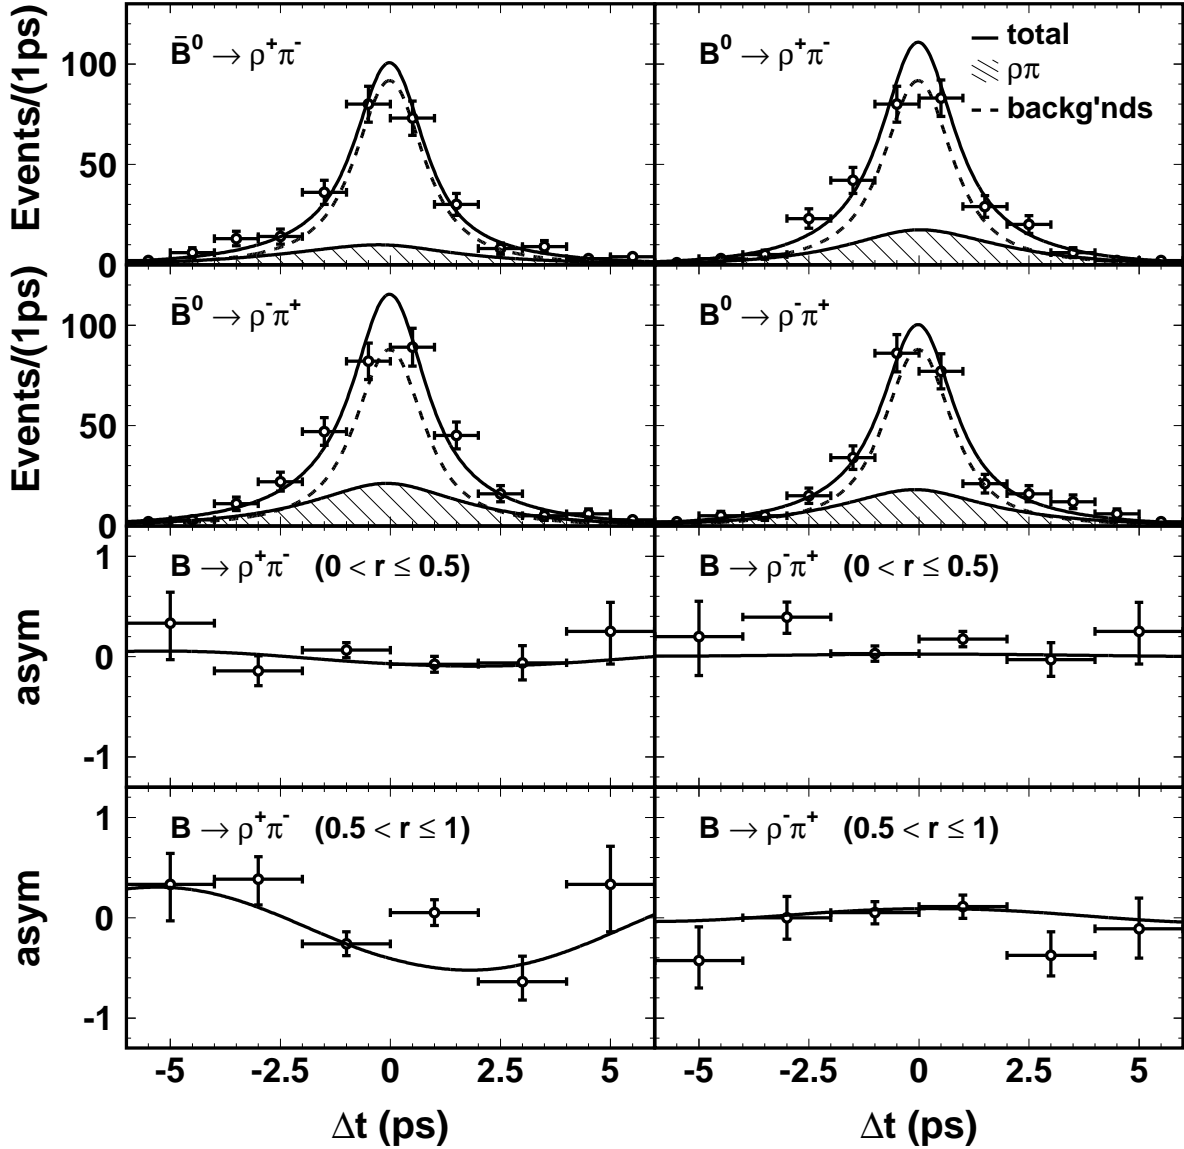 B̄⁰ → ρ⁺π⁻
B⁰ → ρ⁺π⁻
total
ρπ
backg'nds
Events/(1ps)
100
50
0
B̄⁰ → ρ⁻π⁺
B⁰ → ρ⁻π⁺
Events/(1ps)
100
50
0
B → ρ⁺π⁻ (0 < r ≤ 0.5)
B → ρ⁻π⁺ (0 < r ≤ 0.5)
asym
1
0
-1
B → ρ⁺π⁻ (0.5 < r ≤ 1)
B → ρ⁻π⁺ (0.5 < r ≤ 1)
asym
1
0
-1
-5 -2.5 0 2.5 5 -5 -2.5 0 2.5 5
Δt (ps) Δt (ps)